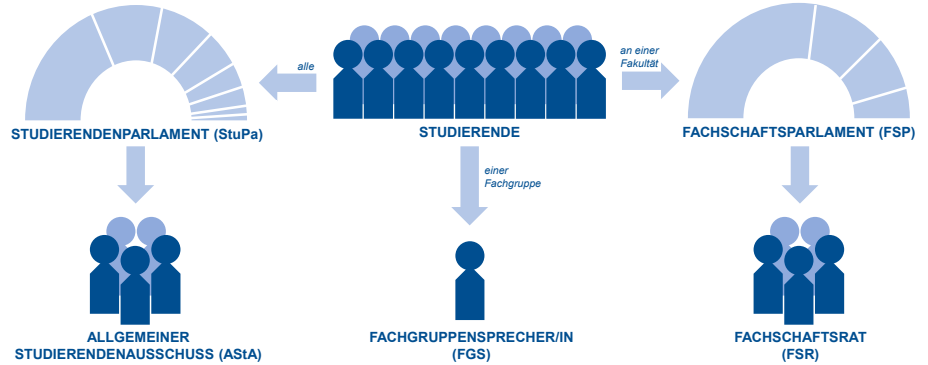 alle
an einer
Fakultät
STUDIERENDENPARLAMENT (StuPa)
STUDIERENDE
FACHSCHAFTSPARLAMENT (FSP)
einer
Fachgruppe
ALLGEMEINER
STUDIERENDENAUSSCHUSS (AStA)
FACHGRUPPENSPRECHER/IN
(FGS)
FACHSCHAFTSRAT
(FSR)